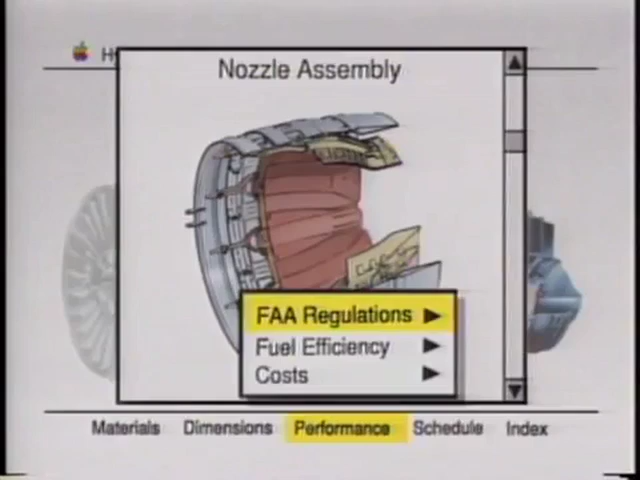 Nozzle Assembly
FAA Regulations
Fuel Efficiency
Costs
Materials Dimensions Performance Schedule Index